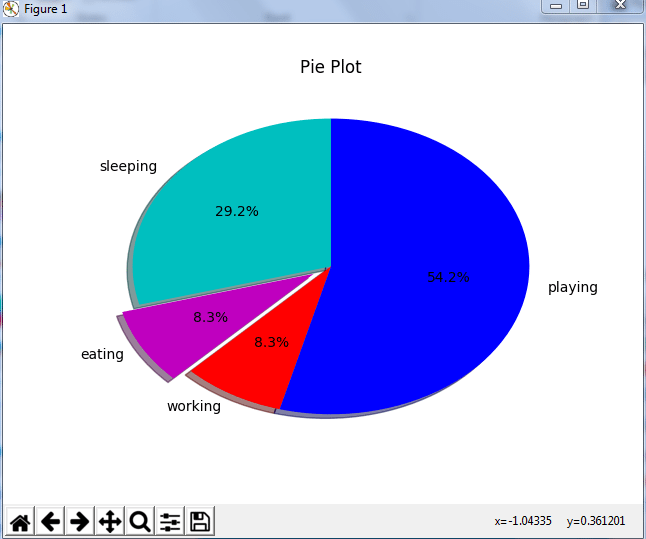 Figure 1
Pie Plot
sleeping
29.2%
54.2%
playing
8.3%
eating
8.3%
working
x=-1.04335 y=0.361201